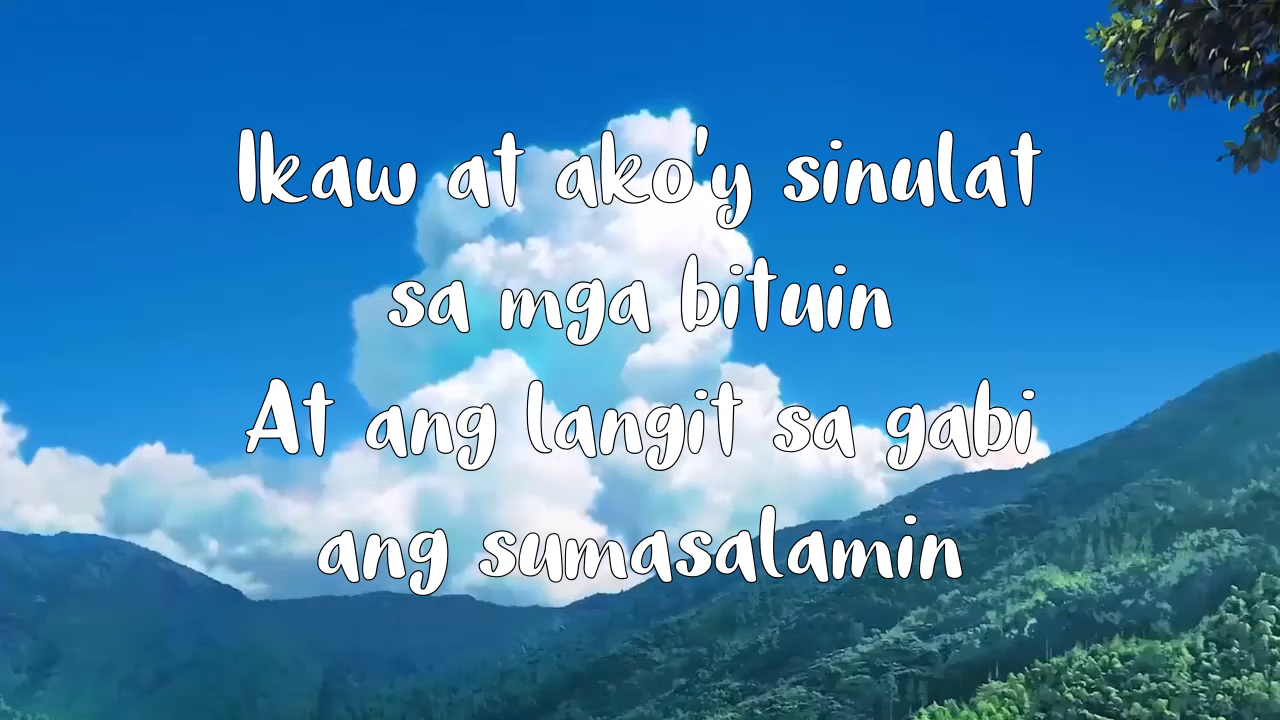 Ikaw at ako'y sinulat
sa mga bituin
At ang langit sa gabi
ang sumasalamin